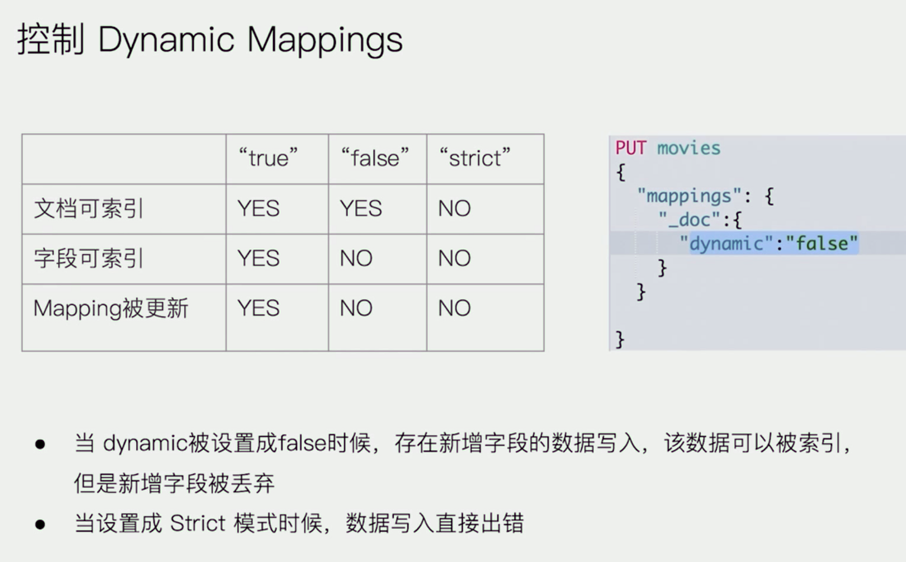 控制 Dynamic Mappings
“true” “false” “strict”
文档可索引 YES YES NO
字段可索引 YES NO NO
Mapping被更新 YES NO NO
PUT movies
{
"mappings": {
"_doc":{
"dynamic":"false"
}
}
}
● 当 dynamic被设置成false时候，存在新增字段的数据写入，该数据可以被索引，
但是新增字段被丢弃
● 当设置成 Strict 模式时候，数据写入直接出错